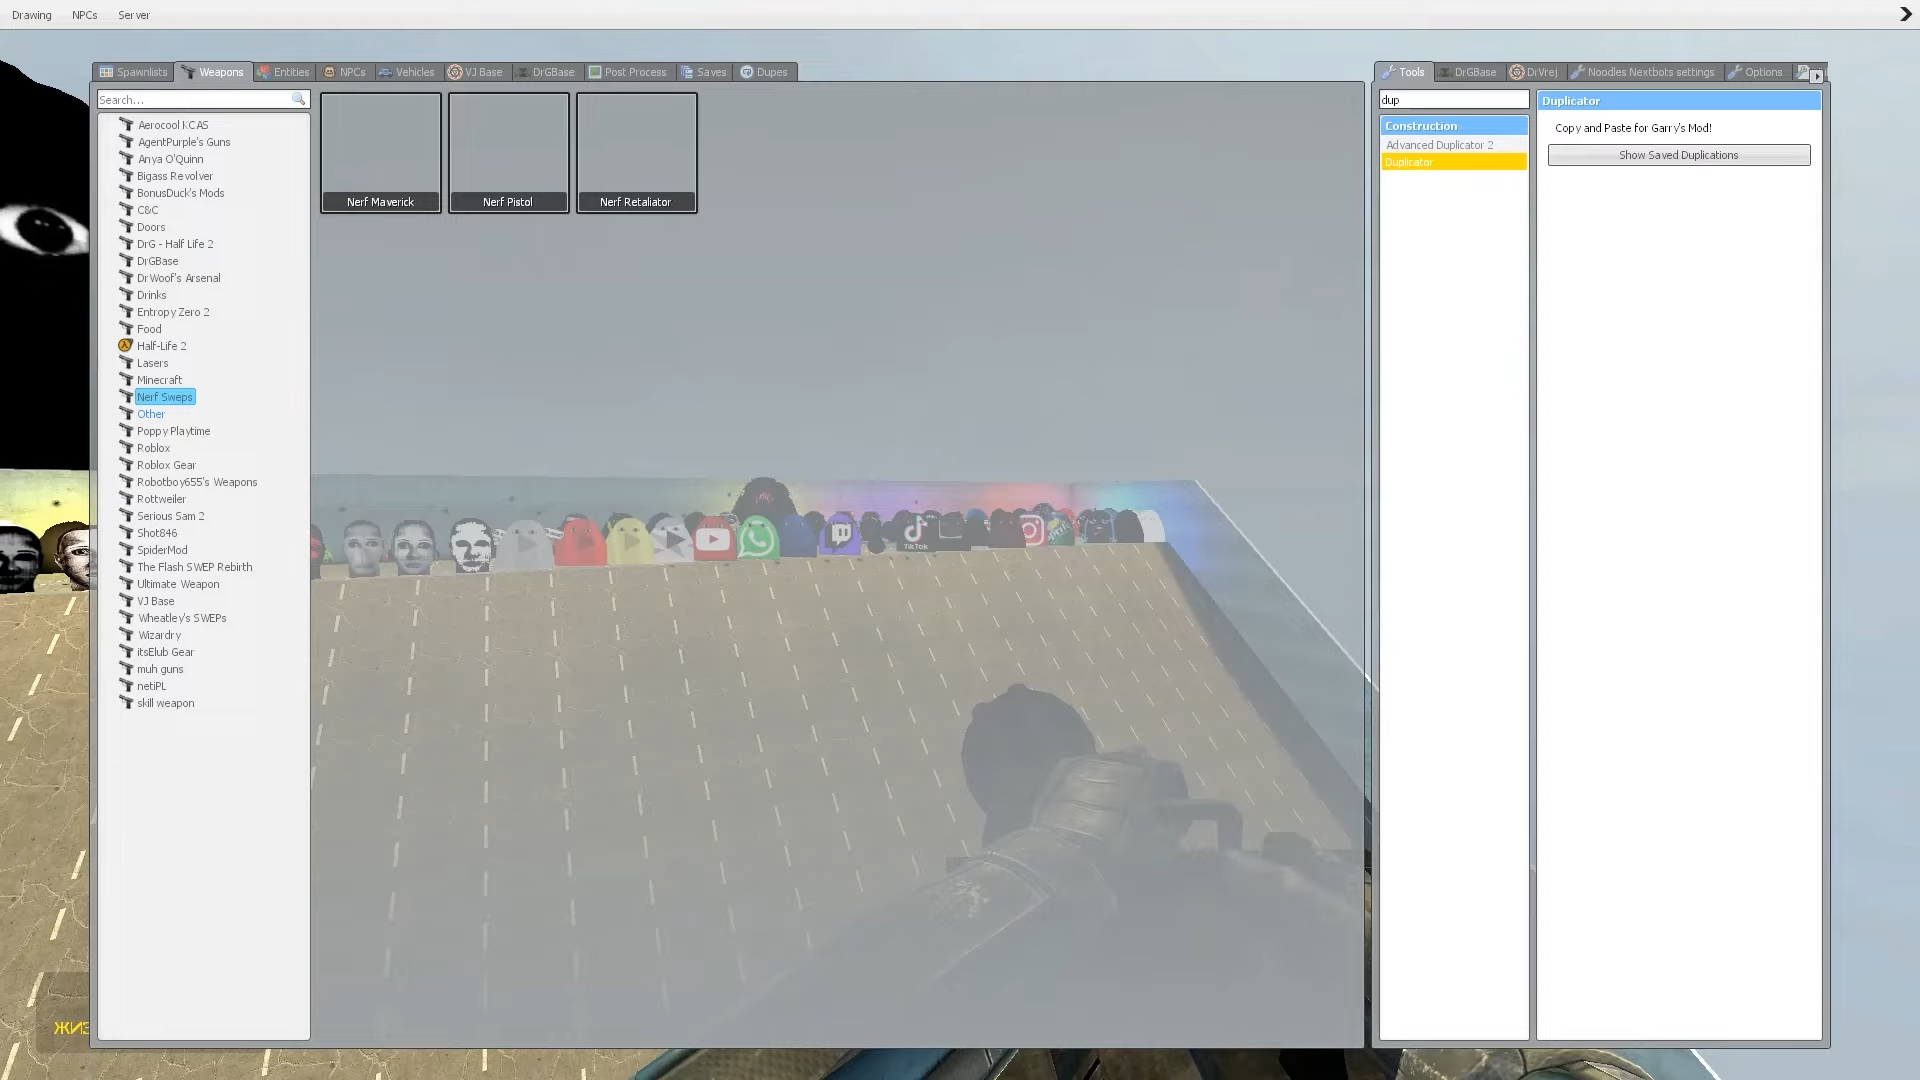 Drawing NPCs Server
Spawnlists Weapons Entities NPCs Vehicles VJ Base DrGBase Post Process Saves Dupes
Tools DrGBase DrVrej Noodles Nextbots settings Options
Search...
Aerocool KCAS
AgentPurple's Guns
Anya O'Quinn
Bigass Revolver
BonusDuck's Mods
C&C
Doors
DrG - Half Life 2
DrGBase
DrWoof's Arsenal
Drinks
Entropy Zero 2
Food
Half-Life 2
Lasers
Minecraft
Nerf Sweps
Other
Poppy Playtime
Roblox
Roblox Gear
Robotboy655's Weapons
Rottweiler
Serious Sam 2
Shot846
SpiderMod
The Flash SWEP Rebirth
Ultimate Weapon
VJ Base
Wheatley's SWEPs
Wizardry
itsElub Gear
muh guns
netiPL
skill weapon
Nerf Maverick
Nerf Pistol
Nerf Retaliator
TikTok
ЖИЗ
dup
Construction
Advanced Duplicator 2
Duplicator
Duplicator
Copy and Paste for Garry's Mod!
Show Saved Duplications